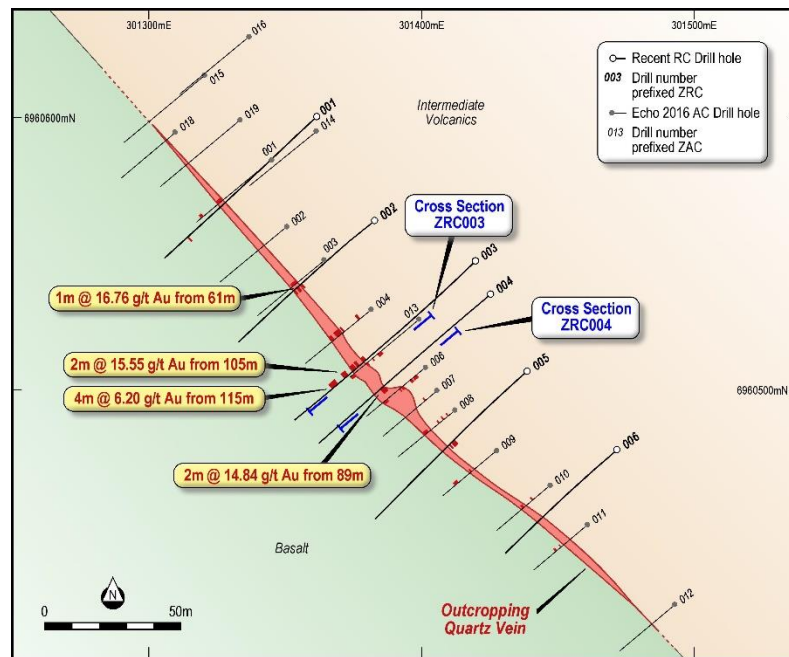 301300mE
301400mE
301500mE
016
Recent RC Drill hole
003
Drill number
prefixed ZRC
Echo 2016 AC Drill hole
013
Drill number
prefixed ZAC
015
Intermediate
Volcanics
6960600mN
018
019
001
014
001
002
002
Cross Section
ZRC003
003
003
004
004
013
Cross Section
ZRC004
1m @ 16.76 g/t Au from 61m
2m @ 15.55 g/t Au from 105m
4m @ 6.20 g/t Au from 115m
006
005
007
6960500mN
008
2m @ 14.84 g/t Au from 89m
009
006
010
011
Basalt
N
0
50m
Outcropping
Quartz Vein
012